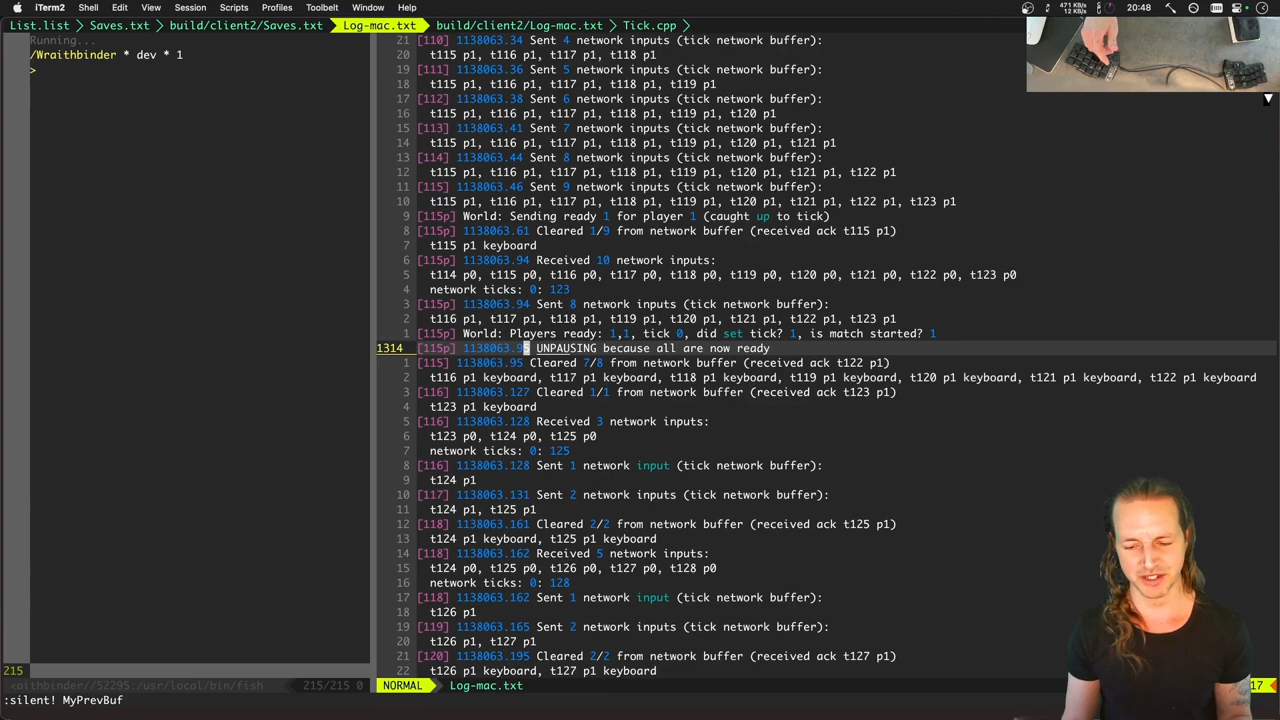 iTerm2 Shell Edit View Session Scripts Profiles Toolbelt Window Help 471 KB/s 12 KB/s 20:48
List.list > Saves.txt > build/client2/Saves.txt > Log-mac.txt > build/client2/Log-mac.txt > Tick.cpp >
Running...
/Wraithbinder * dev * 1
>
21 [110] 1138063.34 Sent 4 network inputs (tick network buffer):
20 t115 p1, t116 p1, t117 p1, t118 p1
19 [111] 1138063.36 Sent 5 network inputs (tick network buffer):
18 t115 p1, t116 p1, t117 p1, t118 p1, t119 p1
17 [112] 1138063.38 Sent 6 network inputs (tick network buffer):
16 t115 p1, t116 p1, t117 p1, t118 p1, t119 p1, t120 p1
15 [113] 1138063.41 Sent 7 network inputs (tick network buffer):
14 t115 p1, t116 p1, t117 p1, t118 p1, t119 p1, t120 p1, t121 p1
13 [114] 1138063.44 Sent 8 network inputs (tick network buffer):
12 t115 p1, t116 p1, t117 p1, t118 p1, t119 p1, t120 p1, t121 p1, t122 p1
11 [115] 1138063.46 Sent 9 network inputs (tick network buffer):
10 t115 p1, t116 p1, t117 p1, t118 p1, t119 p1, t120 p1, t121 p1, t122 p1, t123 p1
9 [115p] World: Sending ready 1 for player 1 (caught up to tick)
8 [115p] 1138063.61 Cleared 1/9 from network buffer (received ack t115 p1)
7 t115 p1 keyboard
6 [115p] 1138063.94 Received 10 network inputs:
5 t114 p0, t115 p0, t116 p0, t117 p0, t118 p0, t119 p0, t120 p0, t121 p0, t122 p0, t123 p0
4 network ticks: 0: 123
3 [115p] 1138063.94 Sent 8 network inputs (tick network buffer):
2 t116 p1, t117 p1, t118 p1, t119 p1, t120 p1, t121 p1, t122 p1, t123 p1
1 [115p] World: Players ready: 1,1, tick 0, did set tick? 1, is match started? 1
1314 [115p] 1138063.95 UNPAUSING because all are now ready
1 [115] 1138063.95 Cleared 7/8 from network buffer (received ack t122 p1)
2 t116 p1 keyboard, t117 p1 keyboard, t118 p1 keyboard, t119 p1 keyboard, t120 p1 keyboard, t121 p1 keyboard, t122 p1 keyboard
3 [116] 1138063.127 Cleared 1/1 from network buffer (received ack t123 p1)
4 t123 p1 keyboard
5 [116] 1138063.128 Received 3 network inputs:
6 t123 p0, t124 p0, t125 p0
7 network ticks: 0: 125
8 [116] 1138063.128 Sent 1 network input (tick network buffer):
9 t124 p1
10 [117] 1138063.131 Sent 2 network inputs (tick network buffer):
11 t124 p1, t125 p1
12 [118] 1138063.161 Cleared 2/2 from network buffer (received ack t125 p1)
13 t124 p1 keyboard, t125 p1 keyboard
14 [118] 1138063.162 Received 5 network inputs:
15 t124 p0, t125 p0, t126 p0, t127 p0, t128 p0
16 network ticks: 0: 128
17 [118] 1138063.162 Sent 1 network input (tick network buffer):
18 t126 p1
19 [119] 1138063.165 Sent 2 network inputs (tick network buffer):
20 t126 p1, t127 p1
21 [120] 1138063.195 Cleared 2/2 from network buffer (received ack t127 p1)
22 t126 p1 keyboard, t127 p1 keyboard
215
<aithbinder//52295:/usr/local/bin/fish 215/215 0 NORMAL Log-mac.txt 17
:silent! MyPrevBuf